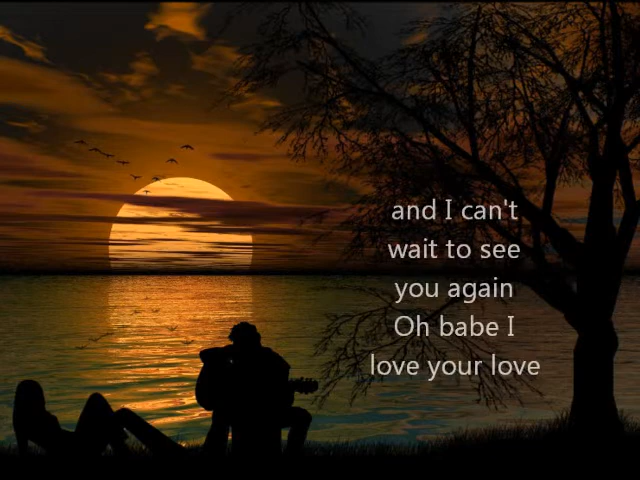 and I can't
wait to see
you again
Oh babe I
love your love